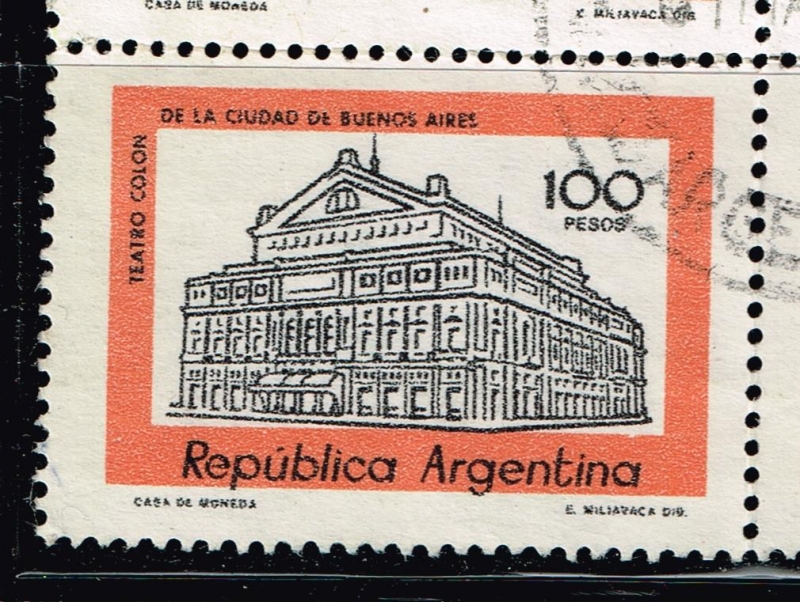 CASA DE MONEDA
E. MILIAVACA DIB.
TEATRO COLON
DE LA CIUDAD DE BUENOS AIRES
100
PESOS
República Argentina
CASA DE MONEDA
E. MILIAVACA DIB.